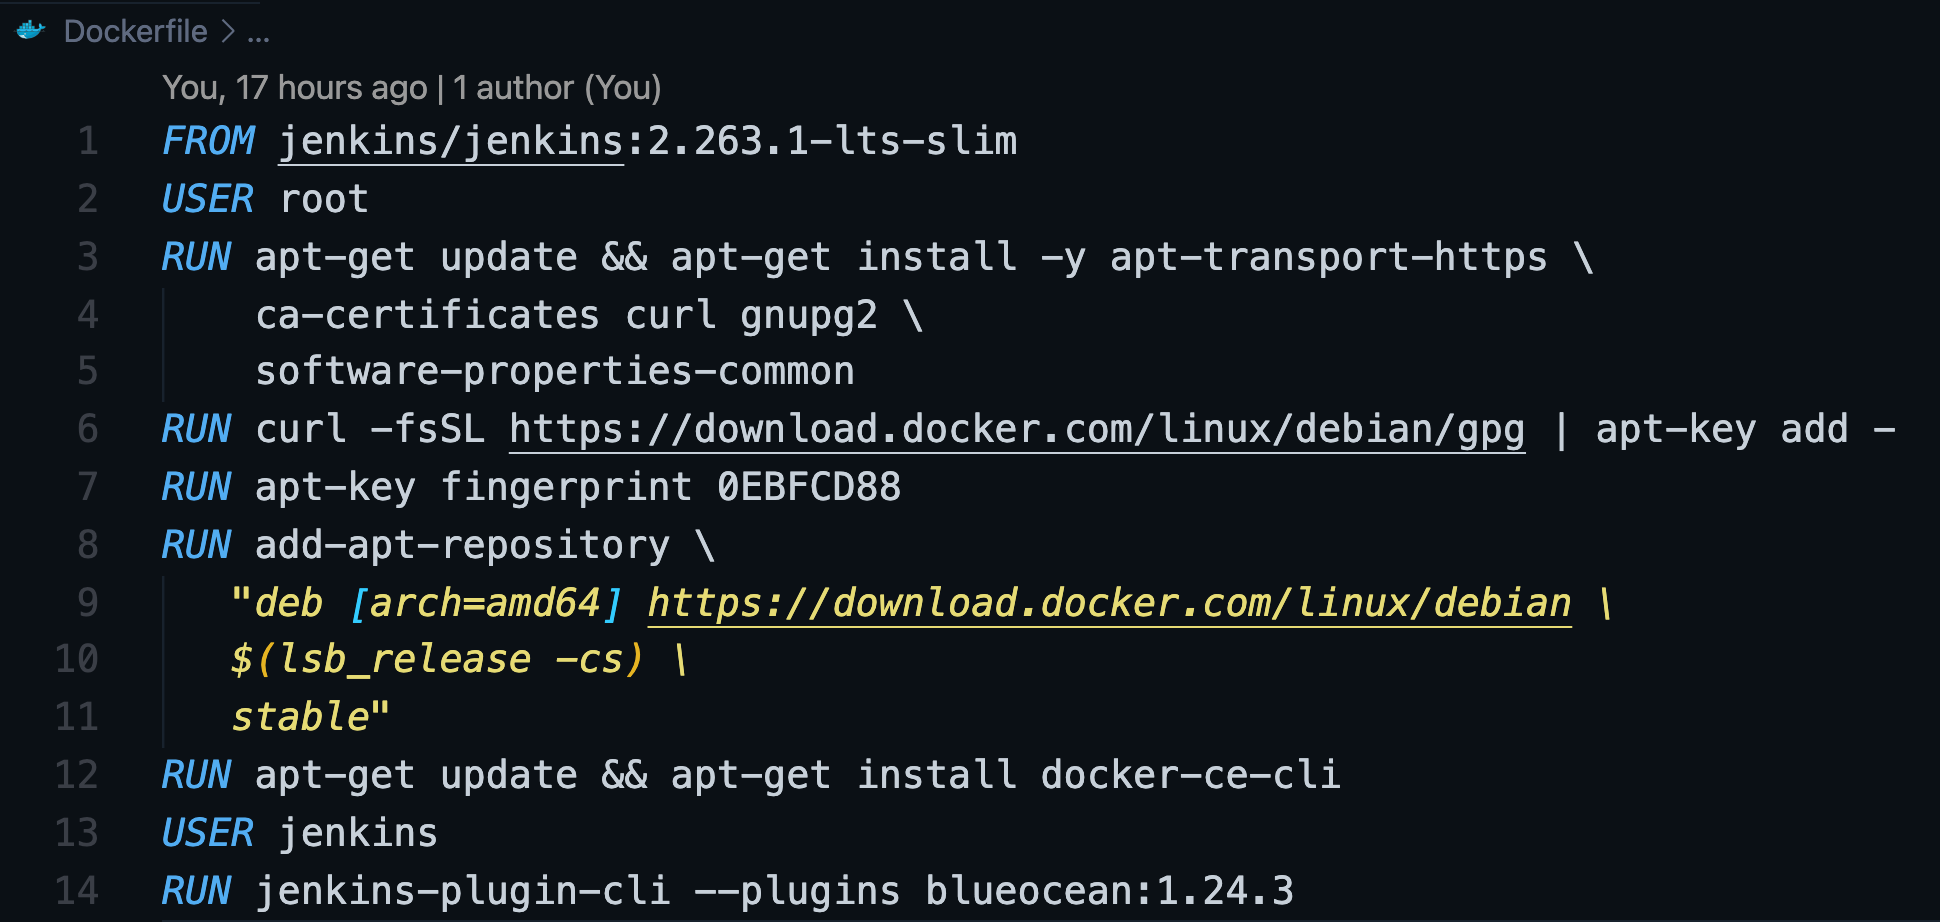 Dockerfile > ...
You, 17 hours ago | 1 author (You)
1 FROM jenkins/jenkins:2.263.1-lts-slim
2 USER root
3 RUN apt-get update && apt-get install -y apt-transport-https \
4 ca-certificates curl gnupg2 \
5 software-properties-common
6 RUN curl -fsSL https://download.docker.com/linux/debian/gpg | apt-key add -
7 RUN apt-key fingerprint 0EBFCD88
8 RUN add-apt-repository \
9 "deb [arch=amd64] https://download.docker.com/linux/debian \
10 $(lsb_release -cs) \
11 stable"
12 RUN apt-get update && apt-get install docker-ce-cli
13 USER jenkins
14 RUN jenkins-plugin-cli --plugins blueocean:1.24.3